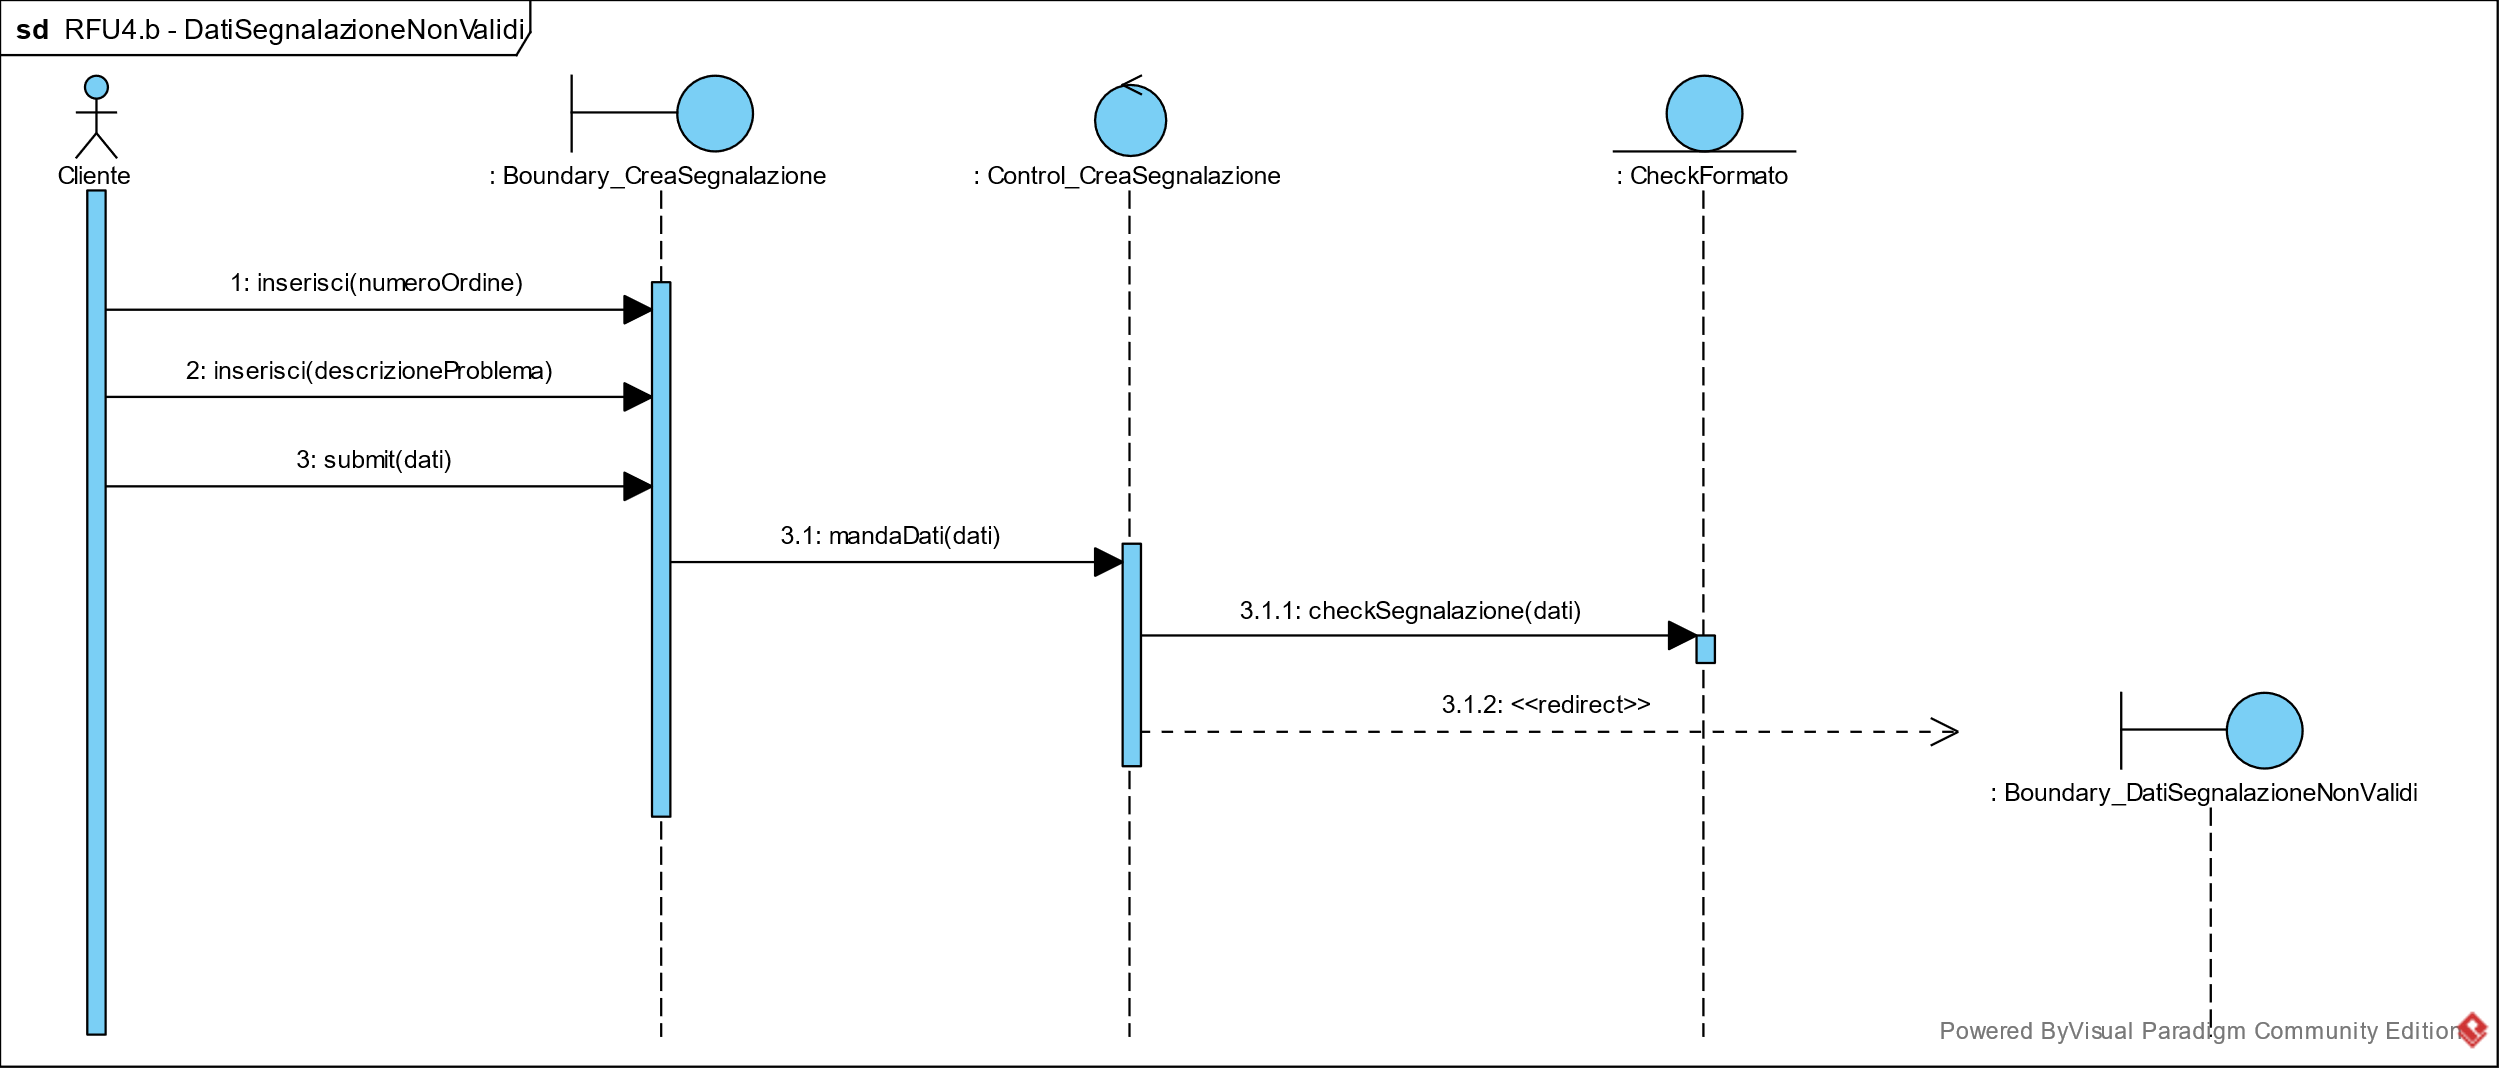 sd RFU4.b - DatiSegnalazioneNonValidi
Cliente
: Boundary_CreaSegnalazione
: Control_CreaSegnalazione
: CheckFormato
1: inserisci(numeroOrdine)
2: inserisci(descrizioneProblema)
3: submit(dati)
3.1: mandaDati(dati)
3.1.1: checkSegnalazione(dati)
3.1.2: <<redirect>>
: Boundary_DatiSegnalazioneNonValidi
Powered ByVisual Paradigm Community Edition